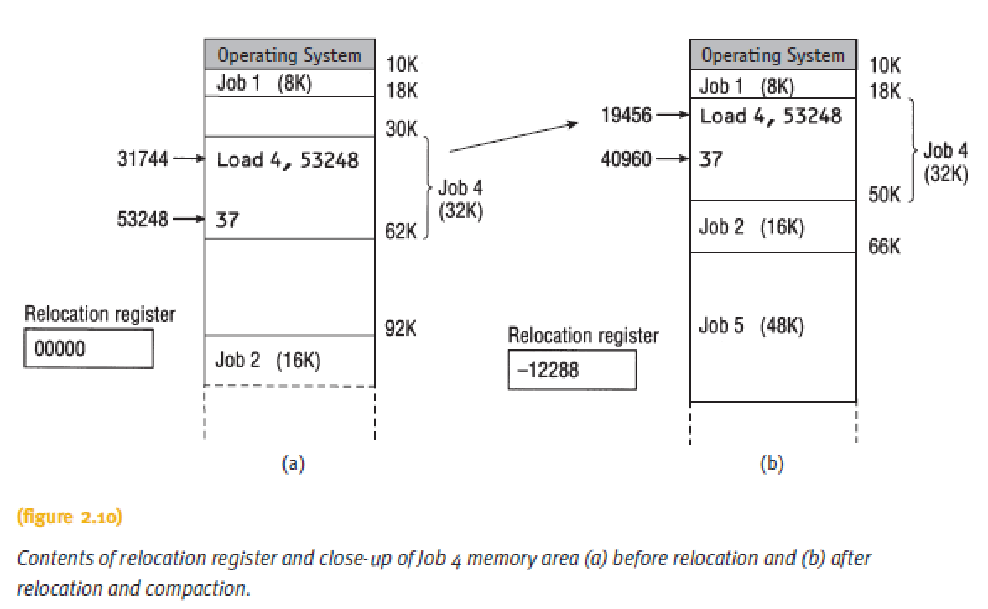 Operating System
10K
Job 1 (8K)
18K
30K
31744
Load 4, 53248
Job 4
(32K)
53248
37
62K
Relocation register
00000
92K
Job 2 (16K)
(a)
Operating System
10K
Job 1 (8K)
18K
19456
Load 4, 53248
40960
37
Job 4
(32K)
50K
Job 2 (16K)
66K
Relocation register
–12288
Job 5 (48K)
(b)
(figure 2.10)
Contents of relocation register and close-up of Job 4 memory area (a) before relocation and (b) after
relocation and compaction.